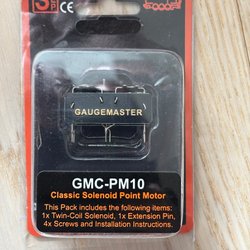 GAUGEMASTER
GMC-PM10
Classic Solenoid Point Motor
This Pack includes the following items:
1x Twin-Coil Solenoid, 1x Extension Pin,
4x Screws and Installation Instructions.